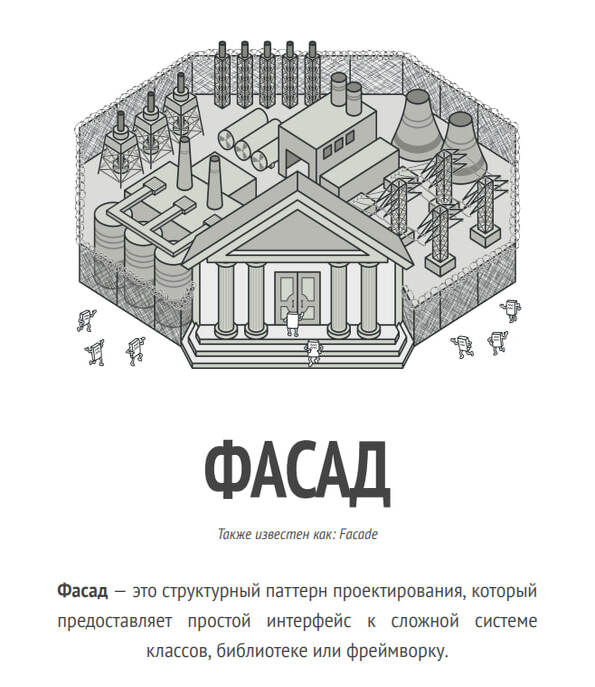 ФАСАД
Также известен как: Facade
Фасад — это структурный паттерн проектирования, который
предоставляет простой интерфейс к сложной системе
классов, библиотеке или фреймворку.